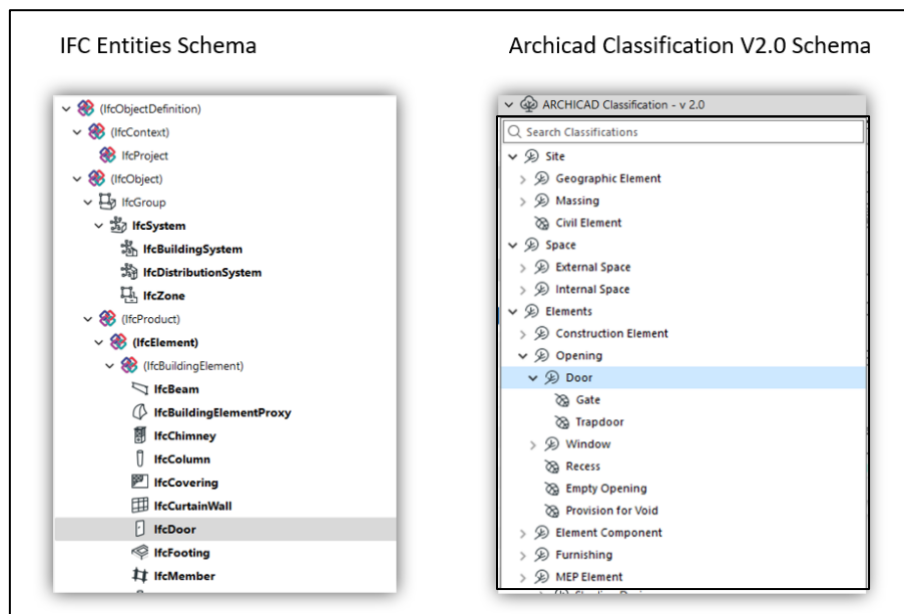 IFC Entities Schema
(IfcObjectDefinition)
(IfcContext)
IfcProject
(IfcObject)
IfcGroup
IfcSystem
IfcBuildingSystem
IfcDistributionSystem
IfcZone
(IfcProduct)
(IfcElement)
(IfcBuildingElement)
IfcBeam
IfcBuildingElementProxy
IfcChimney
IfcColumn
IfcCovering
IfcCurtainWall
IfcDoor
IfcFooting
IfcMember
Archicad Classification V2.0 Schema
ARCHICAD Classification - v 2.0
Search Classifications
Site
Geographic Element
Massing
Civil Element
Space
External Space
Internal Space
Elements
Construction Element
Opening
Door
Gate
Trapdoor
Window
Recess
Empty Opening
Provision for Void
Element Component
Furnishing
MEP Element